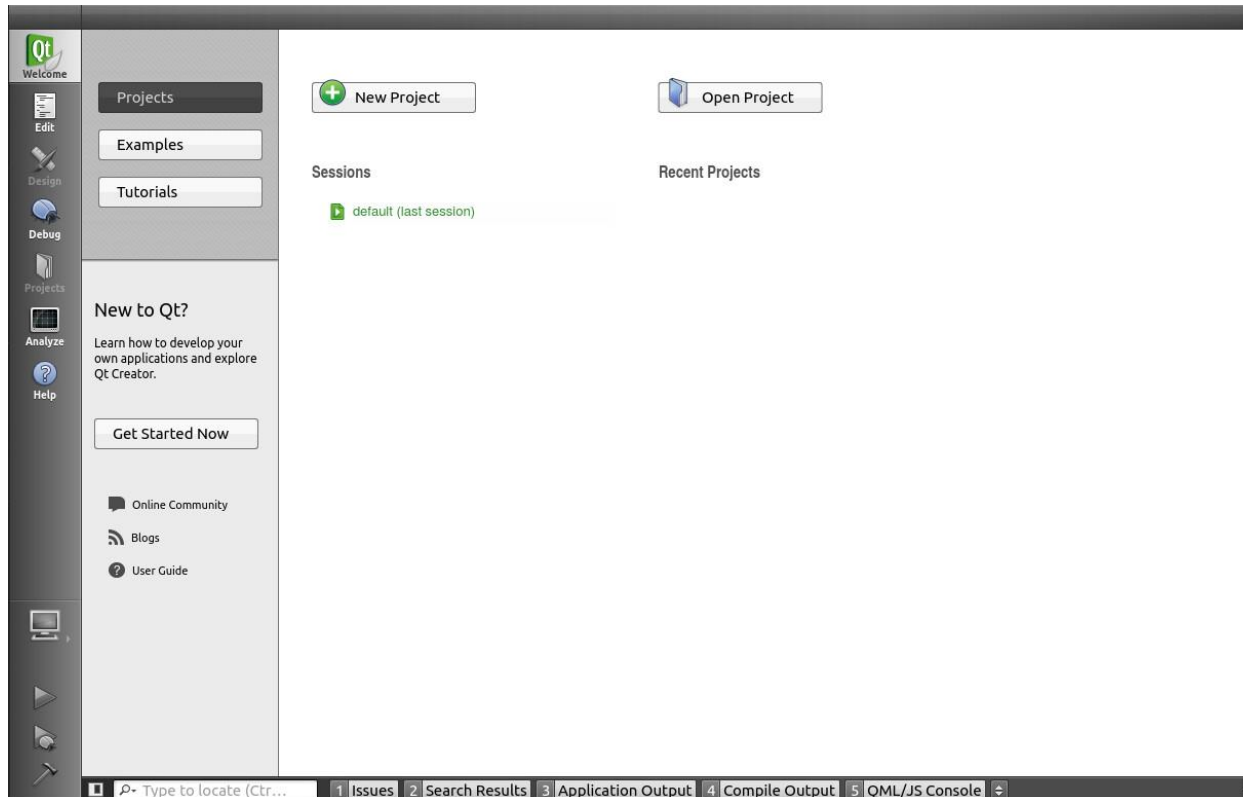 Qt
Welcome
Edit
Design
Debug
Projects
Analyze
Help
Projects
Examples
Tutorials
New to Qt?
Learn how to develop your
own applications and explore
Qt Creator.
Get Started Now
Online Community
Blogs
User Guide
New Project
Open Project
Sessions
Recent Projects
default (last session)
Type to locate (Ctr...
1 Issues
2 Search Results
3 Application Output
4 Compile Output
5 QML/JS Console